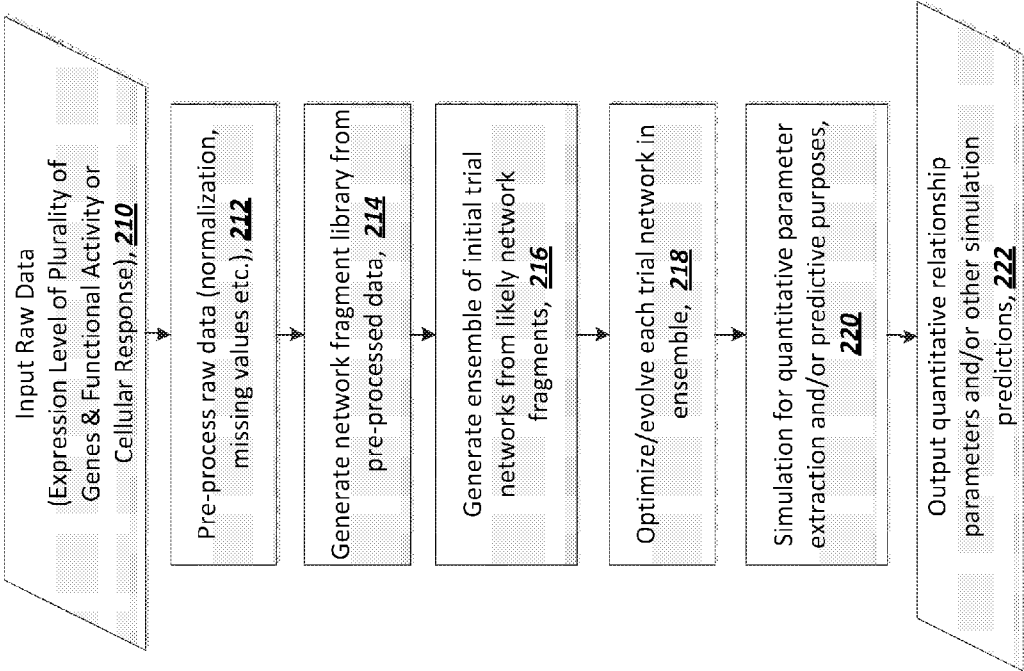 Input Raw Data
(Expression Level of Plurality of
Genes & Functional Activity or
Cellular Response), 210
Pre-process raw data (normalization,
missing values etc.), 212
Generate network fragment library from
pre-processed data, 214
Generate ensemble of initial trial
networks from likely network
fragments, 216
Optimize/evolve each trial network in
ensemble, 218
Simulation for quantitative parameter
extraction and/or predictive purposes,
220
Output quantitative relationship
parameters and/or other simulation
predictions, 222